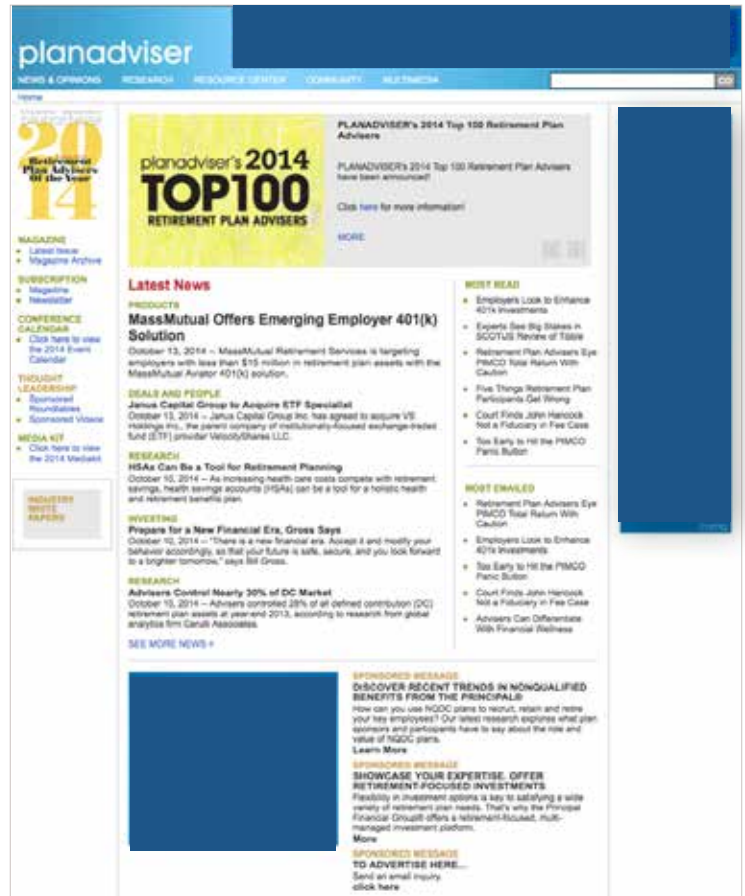 planadviser
NEWS & OPINIONS RESEARCH RESOURCE CENTER COMMUNITY MULTIMEDIA
GO
Home
20
Retirement
Plan Advisers
Of the Year
14
MAGAZINE
Latest Issue
Magazine Archive
SUBSCRIPTION
Magazine
Newsletter
CONFERENCE
CALENDAR
Click here to view
the 2014 Event
Calendar
THOUGHT
LEADERSHIP
Sponsored
Roundtables
Sponsored Videos
MEDIA KIT
Click here to view
the 2014 Mediakit
INDUSTRY
WHITE
PAPERS
planadviser's 2014
TOP100
RETIREMENT PLAN ADVISERS
PLANADVISER's 2014 Top 100 Retirement Plan
Advisers
PLANADVISER's 2014 Top 100 Retirement Plan Advisers
have been announced!
Click here for more information!
MORE
Latest News
PRODUCTS
MassMutual Offers Emerging Employer 401(k)
Solution
October 13, 2014 – MassMutual Retirement Services is targeting
employers with less than $15 million in retirement plan assets with the
MassMutual Aviator 401(k) solution.
DEALS AND PEOPLE
Janus Capital Group to Acquire ETF Specialist
October 13, 2014 – Janus Capital Group Inc. has agreed to acquire VS
Holdings Inc., the parent company of institutionally-focused exchange-traded
fund (ETF) provider VelocityShares LLC.
RESEARCH
HSAs Can Be a Tool for Retirement Planning
October 10, 2014 – As increasing health care costs compete with retirement
savings, health savings accounts (HSAs) can be a tool for a holistic health
and retirement benefits plan.
INVESTING
Prepare for a New Financial Era, Gross Says
October 10, 2014 – "There is a new financial era. Accept it and modify your
behavior accordingly, so that your future is safe, secure, and you look forward
to a brighter tomorrow," says Bill Gross.
RESEARCH
Advisers Control Nearly 30% of DC Market
October 10, 2014 – Advisers controlled 28% of all defined contribution (DC)
retirement plan assets at year-end 2013, according to research from global
analytics firm Cerulli Associates.
SEE MORE NEWS »
MOST READ
Employers Look to Enhance
401k Investments
Experts See Big Stakes in
SCOTUS Review of Tibble
Retirement Plan Advisers Eye
PIMCO Total Return With
Caution
Five Things Retirement Plan
Participants Get Wrong
Court Finds John Hancock
Not a Fiduciary in Fee Case
Too Early to Hit the PIMCO
Panic Button
MOST EMAILED
Retirement Plan Advisers Eye
PIMCO Total Return With
Caution
Employers Look to Enhance
401k Investments
Too Early to Hit the PIMCO
Panic Button
Court Finds John Hancock
Not a Fiduciary in Fee Case
Advisers Can Differentiate
With Financial Wellness
SPONSORED MESSAGE
DISCOVER RECENT TRENDS IN NONQUALIFIED
BENEFITS FROM THE PRINCIPAL®
How can you use NQDC plans to recruit, retain and retire
your key employees? Our latest research explores what plan
sponsors and participants have to say about the role and
value of NQDC plans.
Learn More
SPONSORED MESSAGE
SHOWCASE YOUR EXPERTISE. OFFER
RETIREMENT-FOCUSED INVESTMENTS
Flexibility in investment options is key to satisfying a wide
variety of retirement plan needs. That's why the Principal
Financial Group® offers a retirement-focused, multi-
managed investment platform.
More
SPONSORED MESSAGE
TO ADVERTISE HERE...
Send an email inquiry.
click here